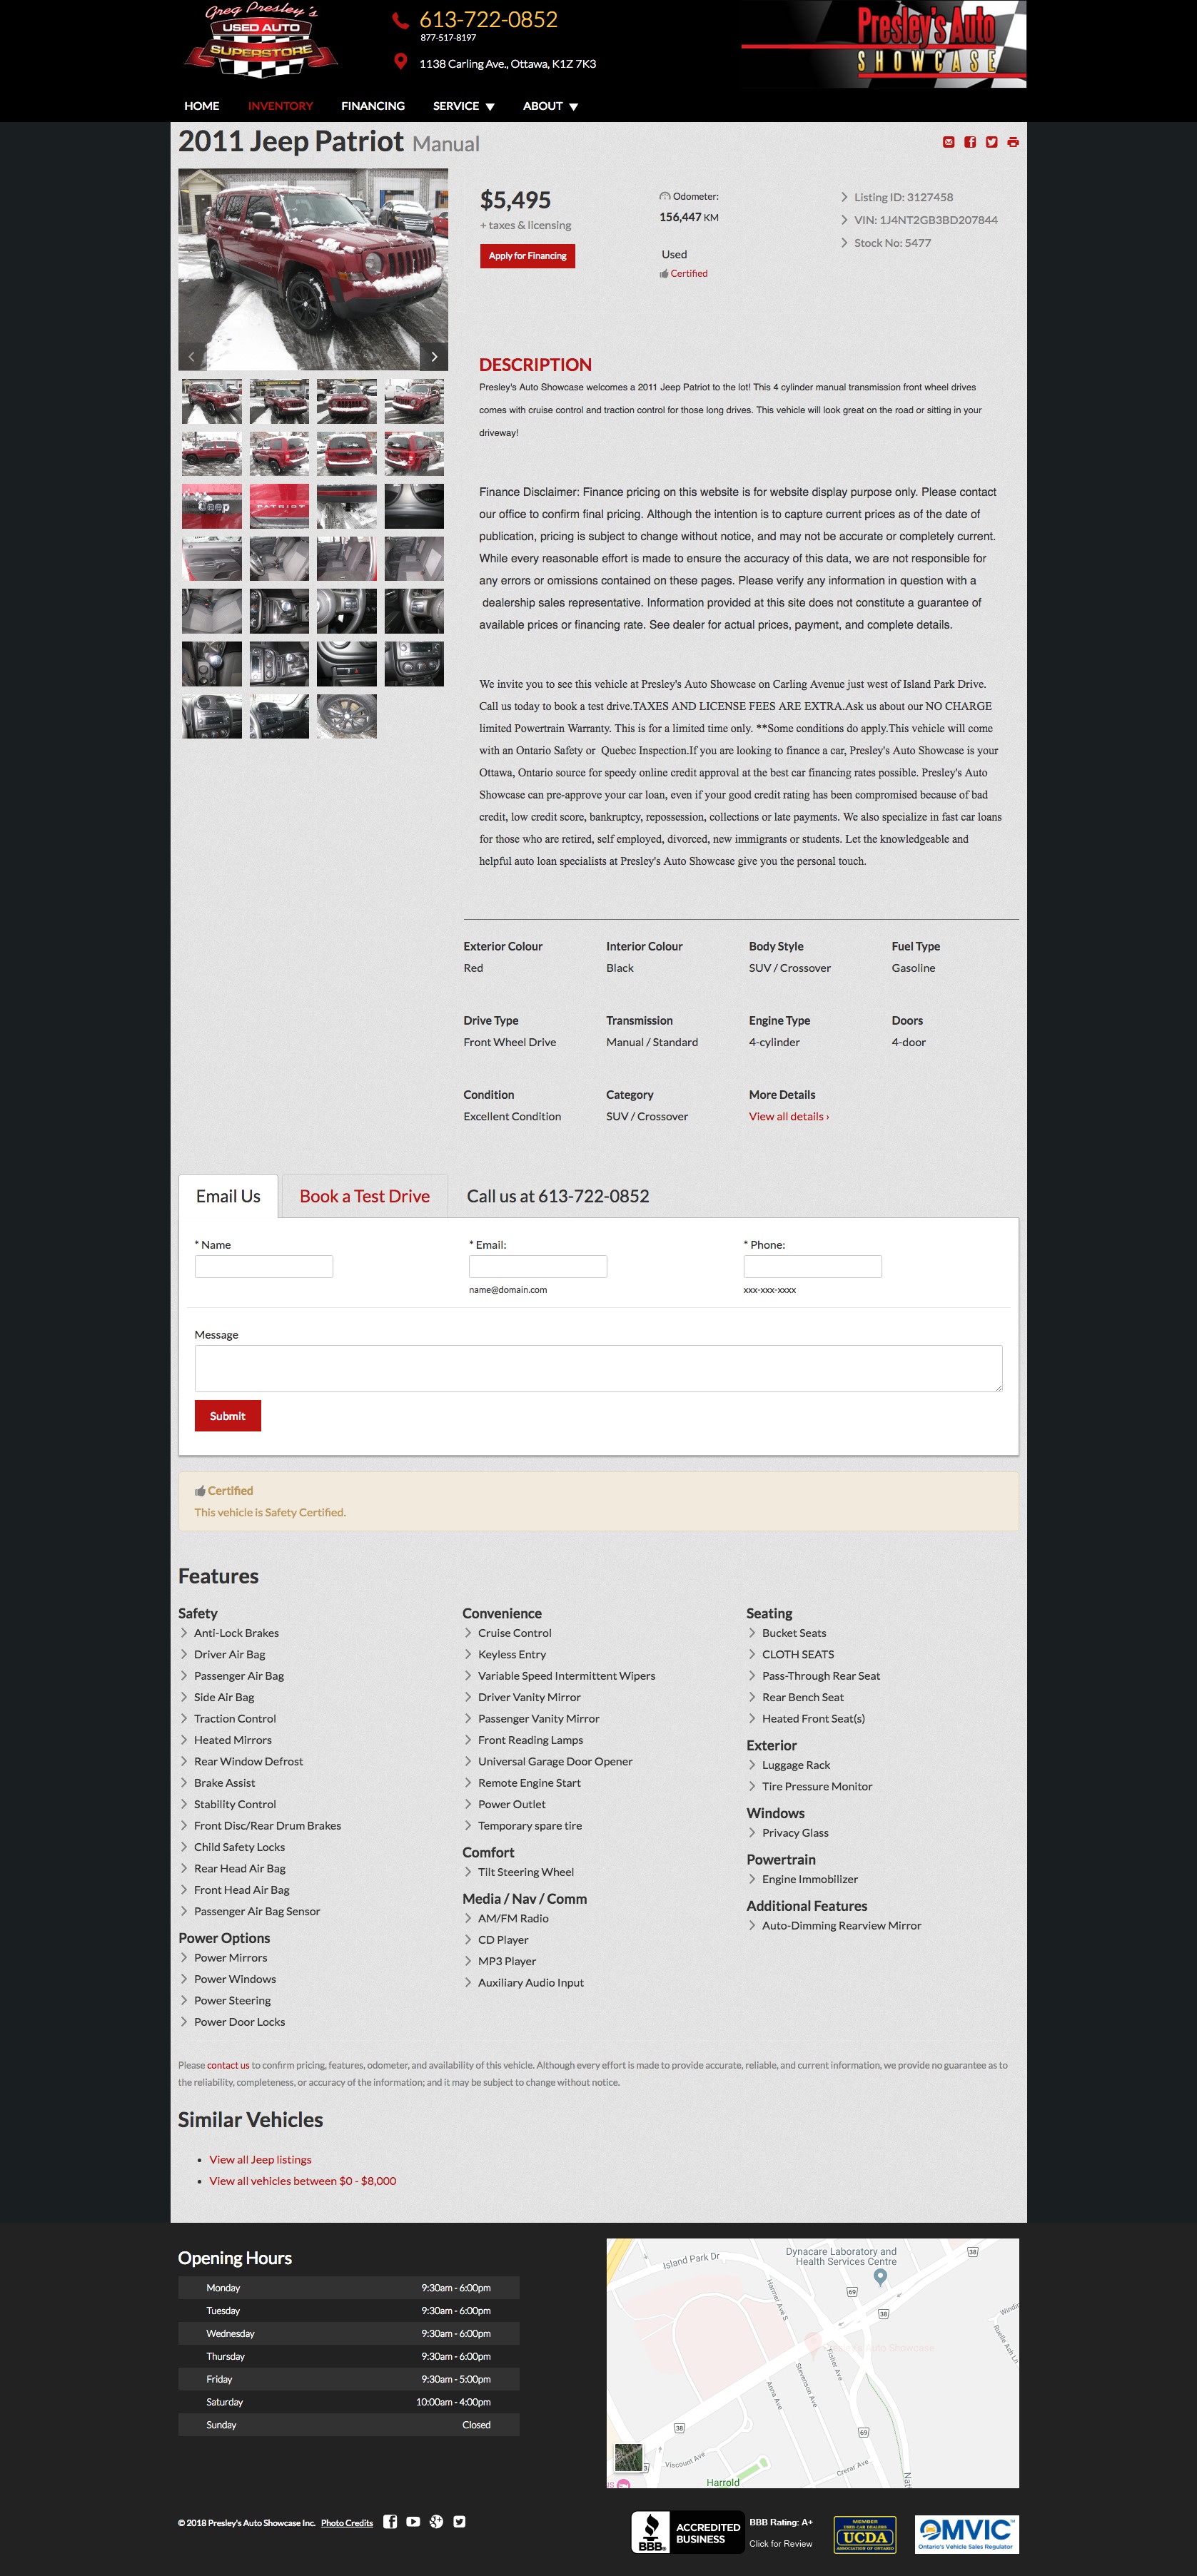 Greg Presley's
USED AUTO
SUPERSTORE
613-722-0852
877-517-8197
1138 Carling Ave., Ottawa, K1Z 7K3
Presley's Auto
SHOWCASE
HOME INVENTORY FINANCING SERVICE ▼ ABOUT ▼
2011 Jeep Patriot Manual
$5,495
+ taxes & licensing
Apply for Financing
Odometer:
156,447 KM
Used
Certified
Listing ID: 3127458
VIN: 1J4NT2GB3BD207844
Stock No: 5477
Jeep
PATRIOT
DESCRIPTION
Presley's Auto Showcase welcomes a 2011 Jeep Patriot to the lot! This 4 cylinder manual transmission front wheel drives
comes with cruise control and traction control for those long drives. This vehicle will look great on the road or sitting in your
driveway!
Finance Disclaimer: Finance pricing on this website is for website display purpose only. Please contact
our office to confirm final pricing. Although the intention is to capture current prices as of the date of
publication, pricing is subject to change without notice, and may not be accurate or completely current.
While every reasonable effort is made to ensure the accuracy of this data, we are not responsible for
any errors or omissions contained on these pages. Please verify any information in question with a
dealership sales representative. Information provided at this site does not constitute a guarantee of
available prices or financing rate. See dealer for actual prices, payment, and complete details.
We invite you to see this vehicle at Presley's Auto Showcase on Carling Avenue just west of Island Park Drive.
Call us today to book a test drive.TAXES AND LICENSE FEES ARE EXTRA.Ask us about our NO CHARGE
limited Powertrain Warranty. This is for a limited time only. **Some conditions do apply.This vehicle will come
with an Ontario Safety or Quebec Inspection.If you are looking to finance a car, Presley's Auto Showcase is your
Ottawa, Ontario source for speedy online credit approval at the best car financing rates possible. Presley's Auto
Showcase can pre-approve your car loan, even if your good credit rating has been compromised because of bad
credit, low credit score, bankruptcy, repossession, collections or late payments. We also specialize in fast car loans
for those who are retired, self employed, divorced, new immigrants or students. Let the knowledgeable and
helpful auto loan specialists at Presley's Auto Showcase give you the personal touch.
Exterior Colour Interior Colour Body Style Fuel Type
Red Black SUV / Crossover Gasoline
Drive Type Transmission Engine Type Doors
Front Wheel Drive Manual / Standard 4-cylinder 4-door
Condition Category More Details
Excellent Condition SUV / Crossover View all details ›
Email Us Book a Test Drive Call us at 613-722-0852
* Name * Email: * Phone:
name@domain.com xxx-xxx-xxxx
Message
Submit
Certified
This vehicle is Safety Certified.
Features
Safety
Anti-Lock Brakes
Driver Air Bag
Passenger Air Bag
Side Air Bag
Traction Control
Heated Mirrors
Rear Window Defrost
Brake Assist
Stability Control
Front Disc/Rear Drum Brakes
Child Safety Locks
Rear Head Air Bag
Front Head Air Bag
Passenger Air Bag Sensor
Power Options
Power Mirrors
Power Windows
Power Steering
Power Door Locks
Convenience
Cruise Control
Keyless Entry
Variable Speed Intermittent Wipers
Driver Vanity Mirror
Passenger Vanity Mirror
Front Reading Lamps
Universal Garage Door Opener
Remote Engine Start
Power Outlet
Temporary spare tire
Comfort
Tilt Steering Wheel
Media / Nav / Comm
AM/FM Radio
CD Player
MP3 Player
Auxiliary Audio Input
Seating
Bucket Seats
CLOTH SEATS
Pass-Through Rear Seat
Rear Bench Seat
Heated Front Seat(s)
Exterior
Luggage Rack
Tire Pressure Monitor
Windows
Privacy Glass
Powertrain
Engine Immobilizer
Additional Features
Auto-Dimming Rearview Mirror
Please contact us to confirm pricing, features, odometer, and availability of this vehicle. Although every effort is made to provide accurate, reliable, and current information, we provide no guarantee as to
the reliability, completeness, or accuracy of the information; and it may be subject to change without notice.
Similar Vehicles
View all Jeep listings
View all vehicles between $0 - $8,000
Opening Hours
Monday 9:30am - 6:00pm
Tuesday 9:30am - 6:00pm
Wednesday 9:30am - 6:00pm
Thursday 9:30am - 6:00pm
Friday 9:30am - 5:00pm
Saturday 10:00am - 4:00pm
Sunday Closed
Dynacare Laboratory and
Health Services Centre
Island Park Dr
Harmer Ave S
38
69
38
Ruelle Ash Ln
Auto Showcase
Fisher Ave
Stevenson Ave
Anna Ave
38
69
Viscount Ave
Crerar Ave
Harrold
© 2018 Presley's Auto Showcase Inc. Photo Credits
BBB
ACCREDITED
BUSINESS
BBB Rating: A+
Click for Review
MEMBER
USED CAR DEALERS
UCDA
ASSOCIATION OF ONTARIO
OMVIC
Ontario's Vehicle Sales Regulator